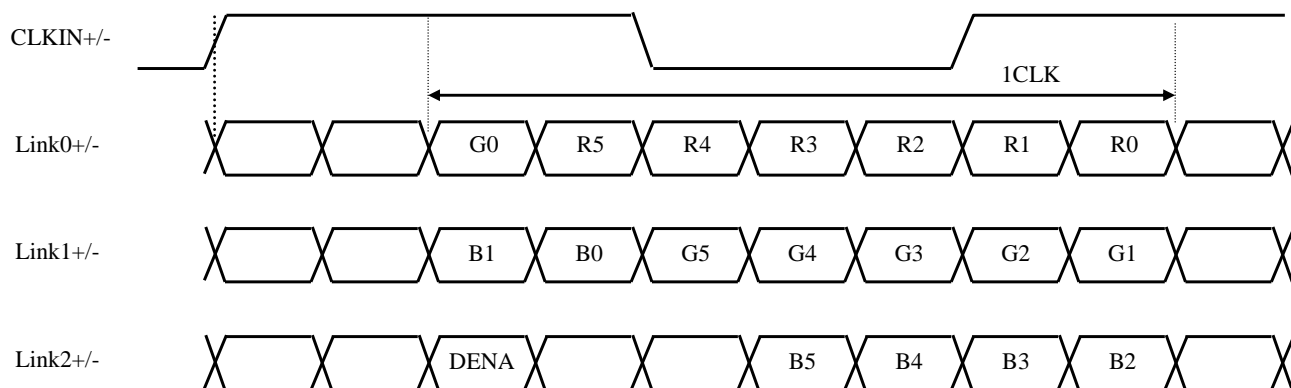 CLKIN+/-
1CLK
Link0+/- G0 R5 R4 R3 R2 R1 R0
Link1+/- B1 B0 G5 G4 G3 G2 G1
Link2+/- DENA B5 B4 B3 B2